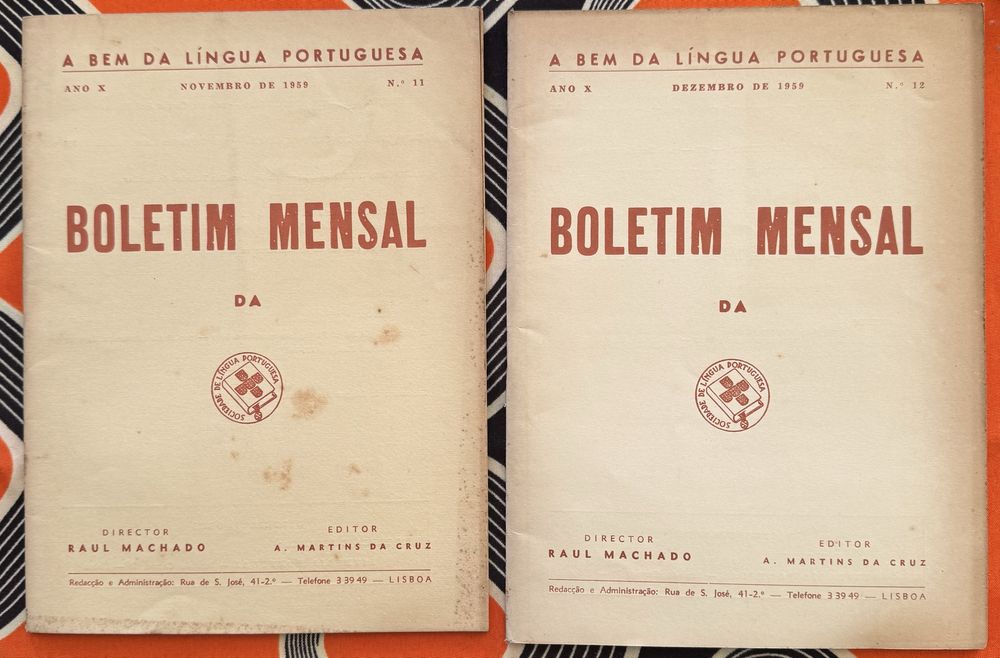 A BEM DA LÍNGUA PORTUGUESA
ANO X NOVEMBRO DE 1959 N.º 11
BOLETIM MENSAL
DA
SOCIEDADE DE LÍNGUA PORTUGUESA
DIRECTOR EDITOR
RAUL MACHADO A. MARTINS DA CRUZ
Redacção e Administração: Rua de S. José, 41-2.º — Telefone 3 39 49 — LISBOA
A BEM DA LÍNGUA PORTUGUESA
ANO X DEZEMBRO DE 1959 N.º 12
BOLETIM MENSAL
DA
SOCIEDADE DE LÍNGUA PORTUGUESA
DIRECTOR EDITOR
RAUL MACHADO A. MARTINS DA CRUZ
Redacção e Administração: Rua de S. José, 41-2.º — Telefone 3 39 49 — LISBOA